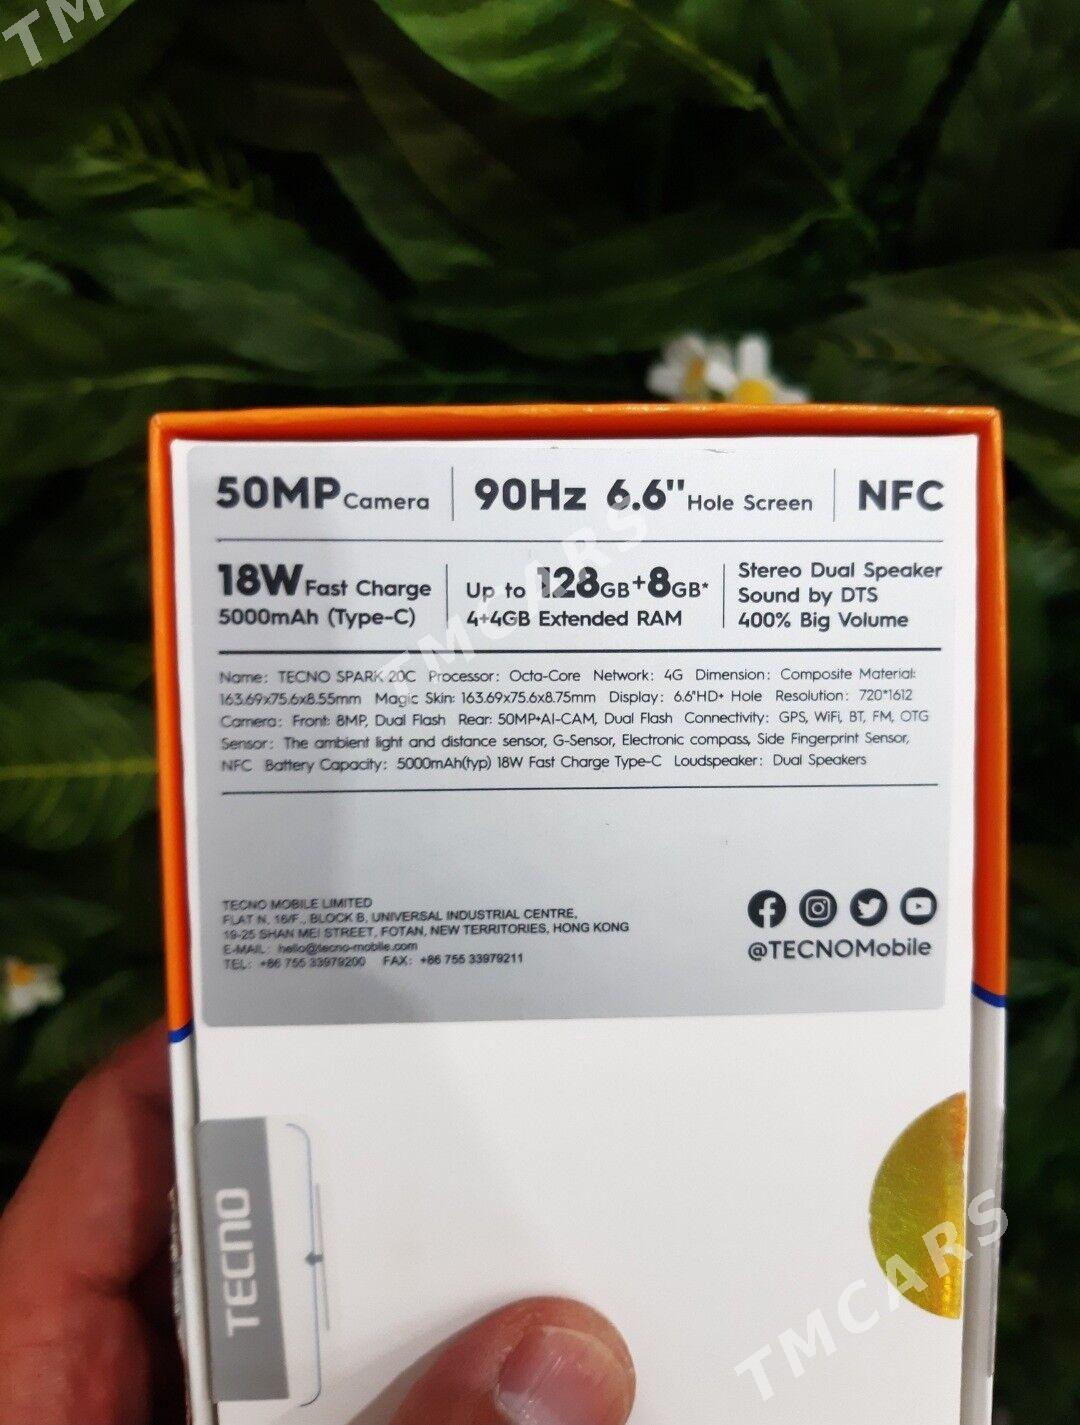 TM
50MP Camera 90Hz 6.6" Hole Screen NFC
18W Fast Charge Up to 128GB+8GB* Stereo Dual Speaker
5000mAh (Type-C) 4+4GB Extended RAM Sound by DTS
400% Big Volume
Name: TECNO SPARK 20C Processor: Octa-Core Network: 4G Dimension: Composite Material:
163.69x75.6x8.55mm Magic Skin: 163.69x75.6x8.75mm Display: 6.6"HD+ Hole Resolution: 720*1612
Camera: Front: 8MP, Dual Flash Rear: 50MP+AI-CAM, Dual Flash Connectivity: GPS, WiFi, BT, FM, OTG
Sensor: The ambient light and distance sensor, G-Sensor, Electronic compass, Side Fingerprint Sensor,
NFC Battery Capacity: 5000mAh(typ) 18W Fast Charge Type-C Loudspeaker: Dual Speakers
TECNO MOBILE LIMITED
FLAT N, 16/F., BLOCK B, UNIVERSAL INDUSTRIAL CENTRE,
19-25 SHAN MEI STREET, FOTAN, NEW TERRITORIES, HONG KONG
E-MAIL: hello@tecno-mobile.com
TEL: +86 755 33979200 FAX: +86 755 33979211
@TECNOMobile
TECNO
TMCARS
TMCARS